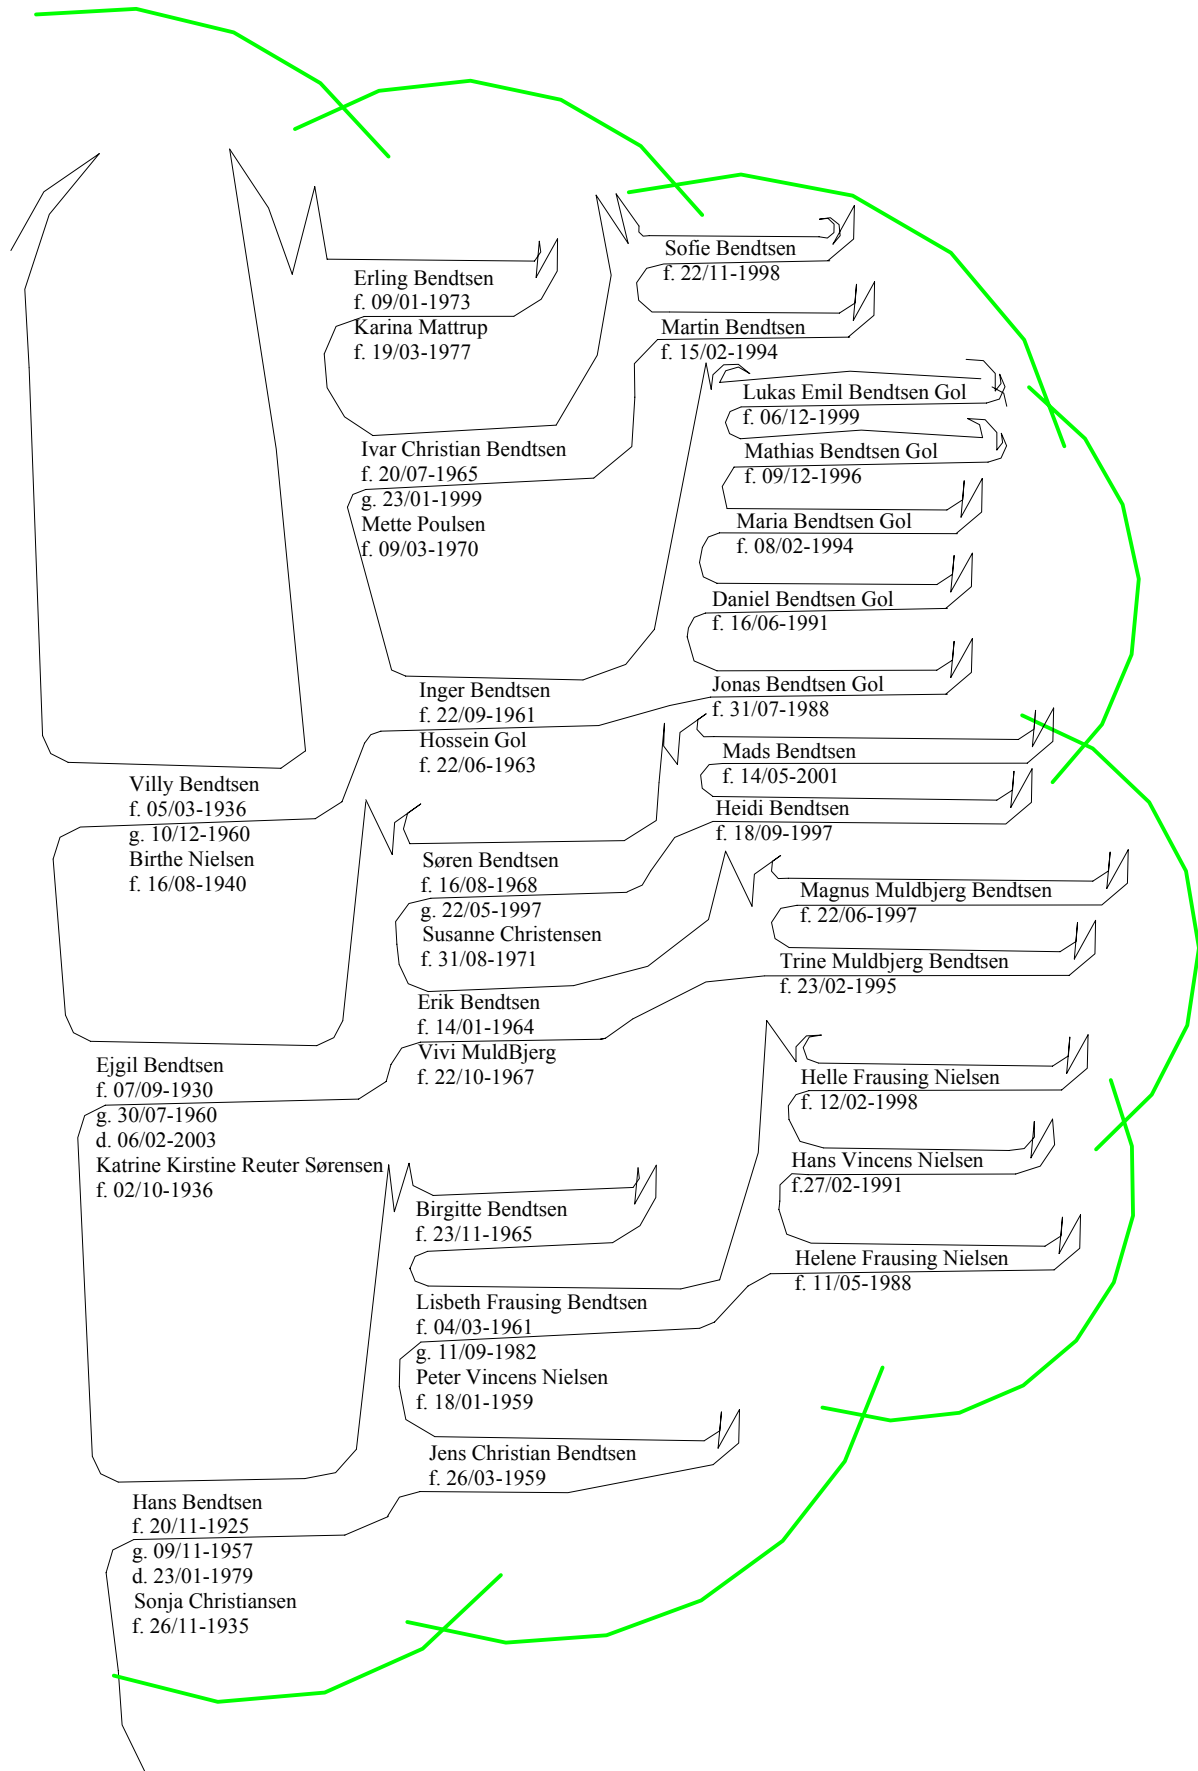 Sofie Bendtsen
f. 22/11-1998
Erling Bendtsen
f. 09/01-1973
Karina Mattrup
f. 19/03-1977
Martin Bendtsen
f. 15/02-1994
Lukas Emil Bendtsen Gol
f. 06/12-1999
Mathias Bendtsen Gol
f. 09/12-1996
Ivar Christian Bendtsen
f. 20/07-1965
g. 23/01-1999
Mette Poulsen
f. 09/03-1970
Maria Bendtsen Gol
f. 08/02-1994
Daniel Bendtsen Gol
f. 16/06-1991
Jonas Bendtsen Gol
f. 31/07-1988
Inger Bendtsen
f. 22/09-1961
Hossein Gol
f. 22/06-1963
Mads Bendtsen
f. 14/05-2001
Heidi Bendtsen
f. 18/09-1997
Villy Bendtsen
f. 05/03-1936
g. 10/12-1960
Birthe Nielsen
f. 16/08-1940
Søren Bendtsen
f. 16/08-1968
g. 22/05-1997
Susanne Christensen
f. 31/08-1971
Magnus Muldbjerg Bendtsen
f. 22/06-1997
Trine Muldbjerg Bendtsen
f. 23/02-1995
Erik Bendtsen
f. 14/01-1964
Vivi MuldBjerg
f. 22/10-1967
Ejgil Bendtsen
f. 07/09-1930
g. 30/07-1960
d. 06/02-2003
Katrine Kirstine Reuter Sørensen
f. 02/10-1936
Helle Frausing Nielsen
f. 12/02-1998
Hans Vincens Nielsen
f.27/02-1991
Birgitte Bendtsen
f. 23/11-1965
Helene Frausing Nielsen
f. 11/05-1988
Lisbeth Frausing Bendtsen
f. 04/03-1961
g. 11/09-1982
Peter Vincens Nielsen
f. 18/01-1959
Jens Christian Bendtsen
f. 26/03-1959
Hans Bendtsen
f. 20/11-1925
g. 09/11-1957
d. 23/01-1979
Sonja Christiansen
f. 26/11-1935